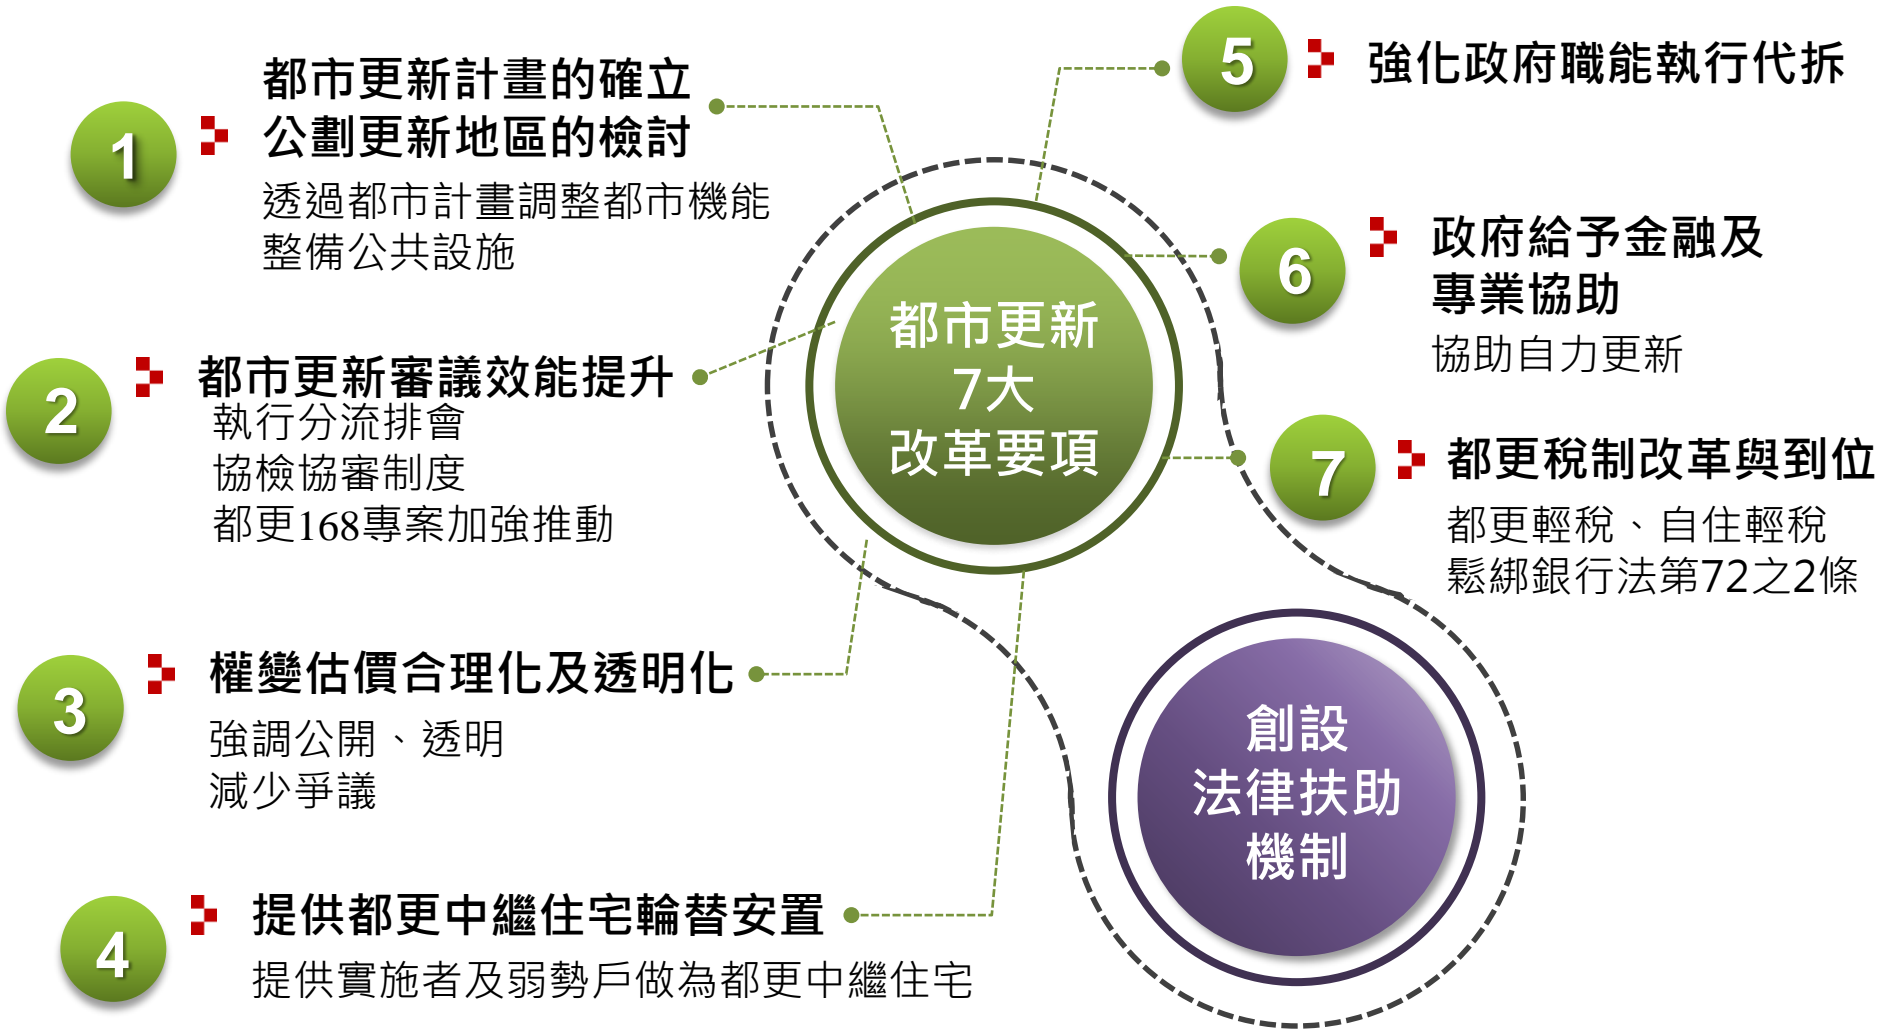 1
都市更新計畫的確立
公劃更新地區的檢討
透過都市計畫調整都市機能
整備公共設施
2
都市更新審議效能提升
執行分流排會
協檢協審制度
都更168專案加強推動
3
權變估價合理化及透明化
強調公開、透明
減少爭議
4
提供都更中繼住宅輪替安置
提供實施者及弱勢戶做為都更中繼住宅
都市更新
7大
改革要項
5
強化政府職能執行代拆
6
政府給予金融及
專業協助
協助自力更新
7
都更稅制改革與到位
都更輕稅、自住輕稅
鬆綁銀行法第72之2條
創設
法律扶助
機制